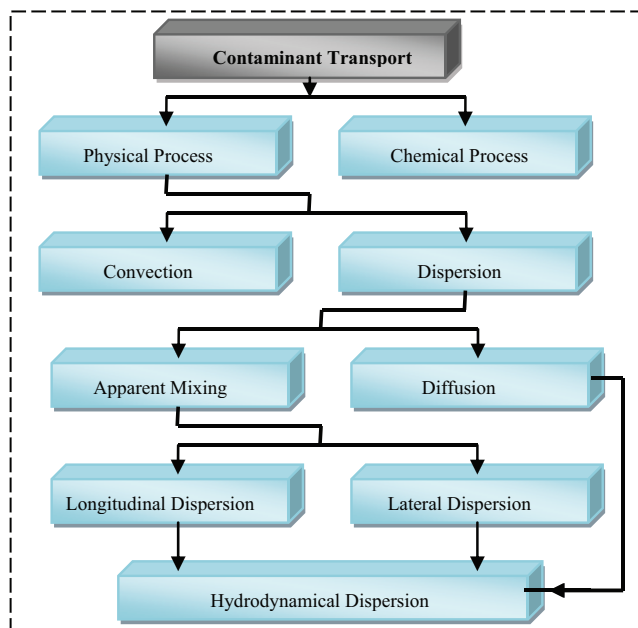 Contaminant Transport
Physical Process
Chemical Process
Convection
Dispersion
Apparent Mixing
Diffusion
Longitudinal Dispersion
Lateral Dispersion
Hydrodynamical Dispersion